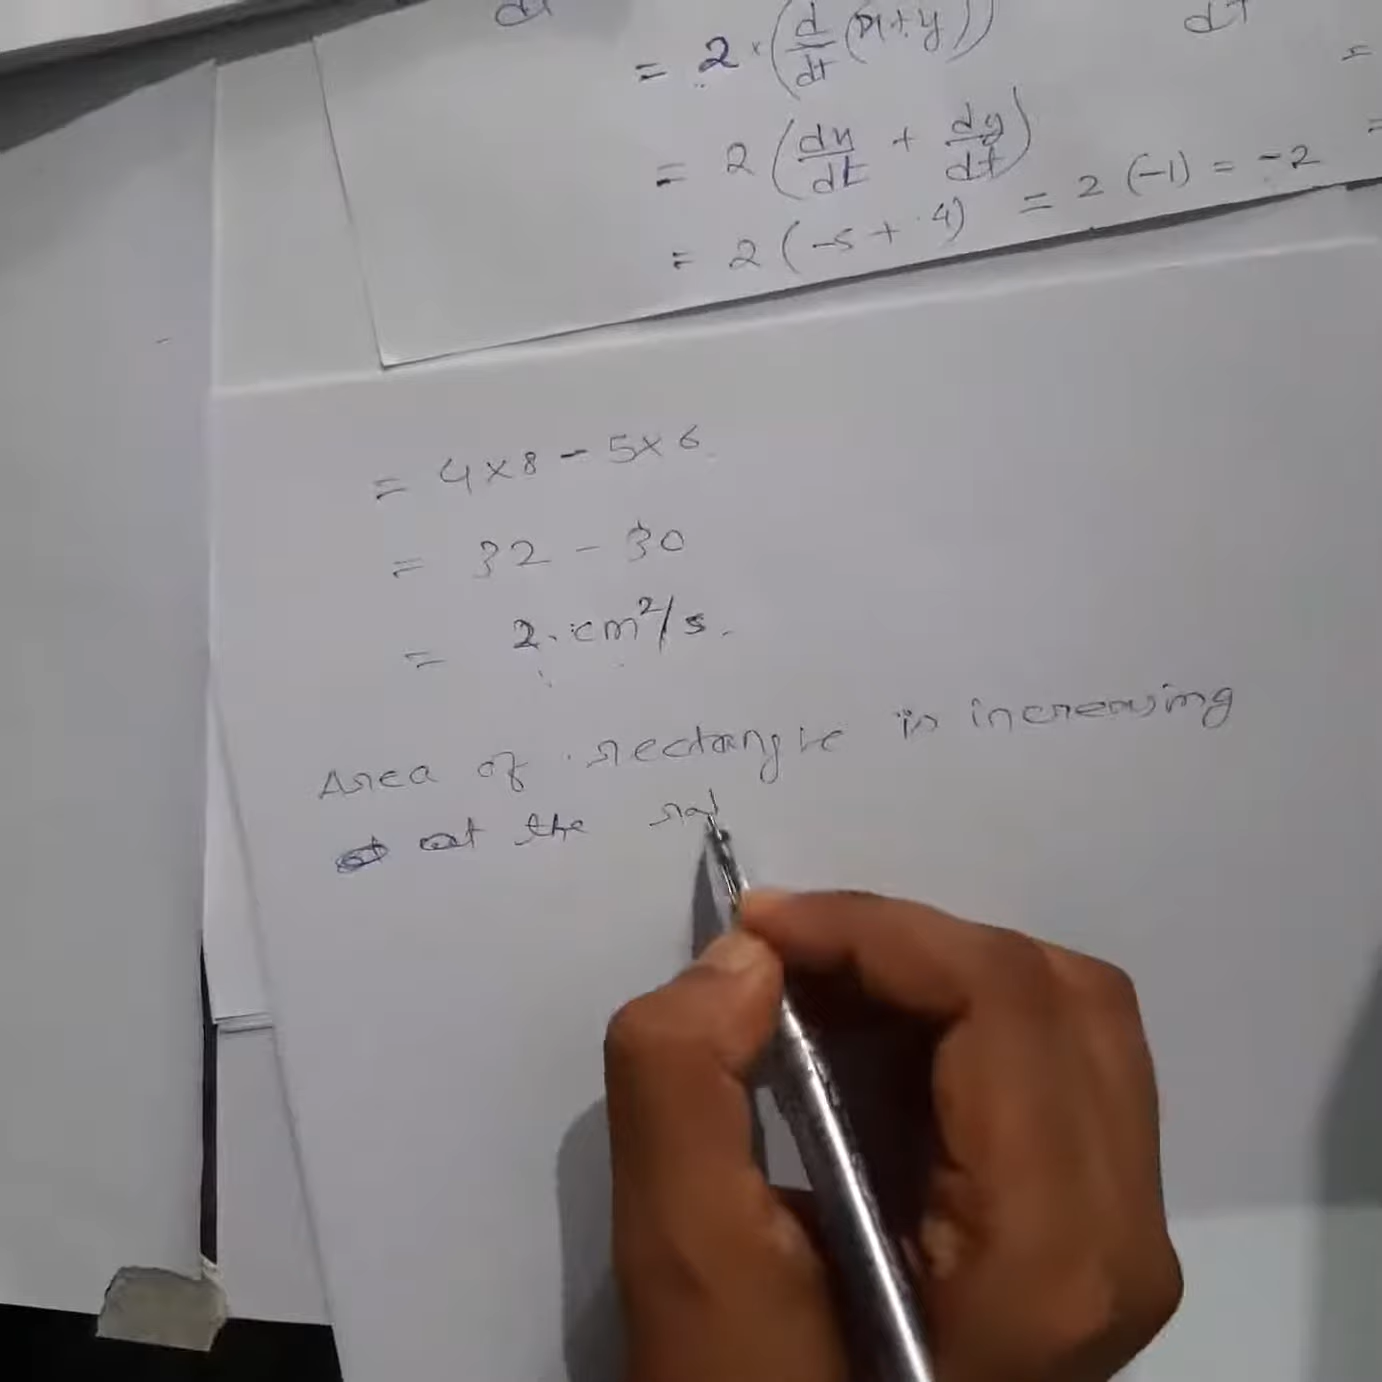 = 2 · (d/dt (x+y))
= 2 (dx/dt + dy/dt)
= 2 (-5 + 4) = 2 (-1) = -2
= 4 x 8 - 5 x 6
= 32 - 30
= 2. cm²/s.
Area of rectangle is increasing
at the rat